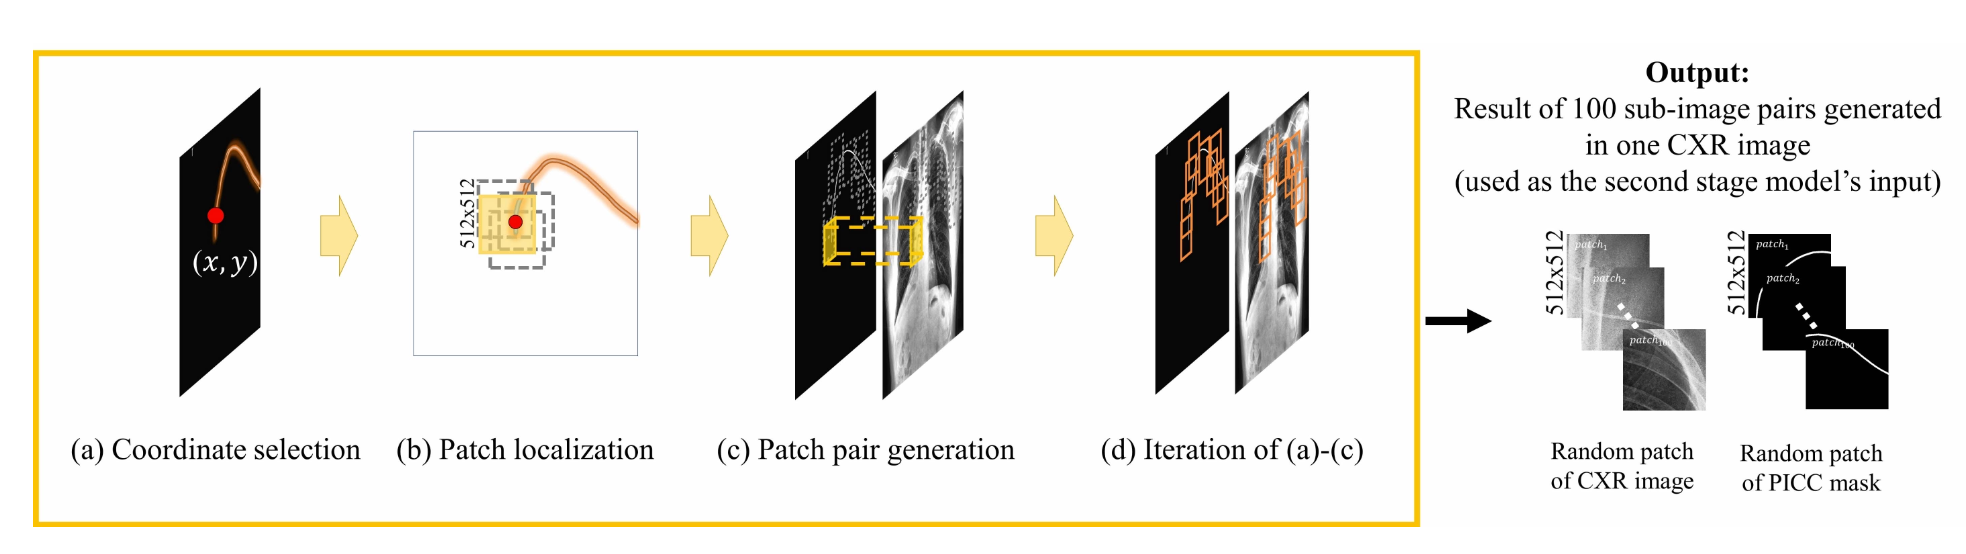 (x, y)
(a) Coordinate selection
512x512
(b) Patch localization
(c) Patch pair generation
(d) Iteration of (a)-(c)
Output:
Result of 100 sub-image pairs generated
in one CXR image
(used as the second stage model’s input)
512x512
patch₁
patch₂
patch₁₀₀
Random patch
of CXR image
512x512
patch₁
patch₂
patch₁₀₀
Random patch
of PICC mask